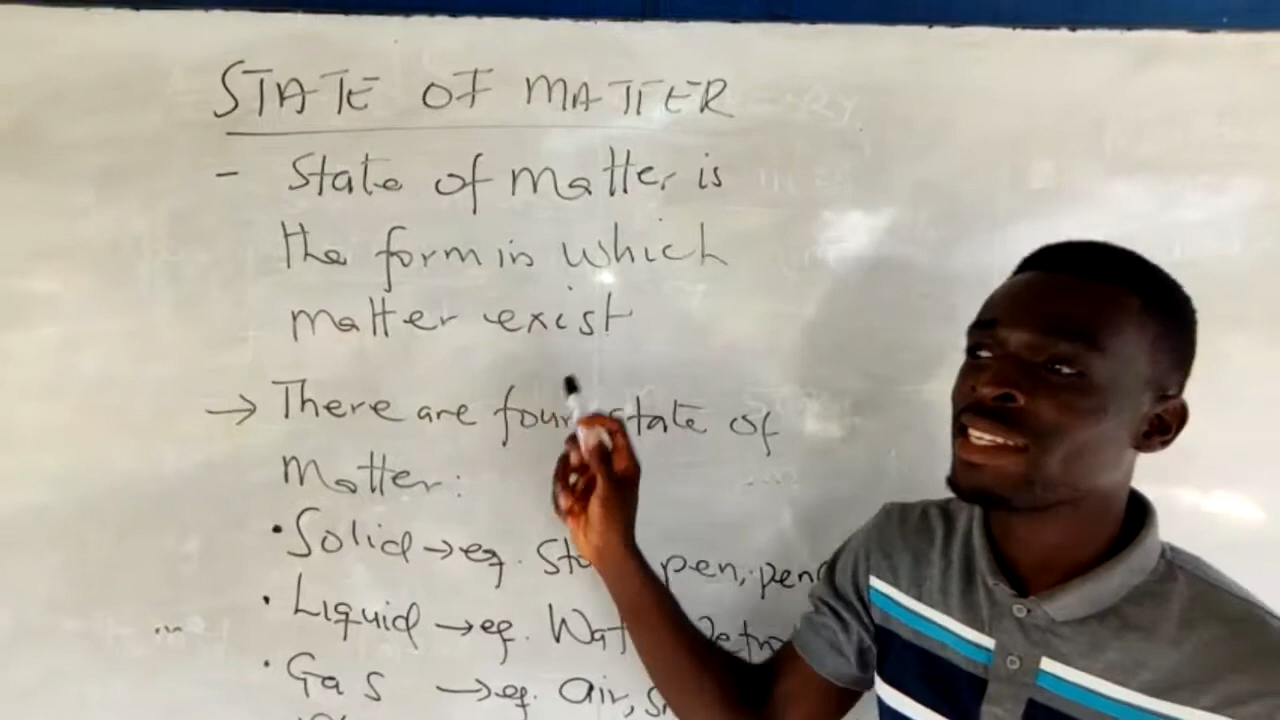 STATE OF MATTER
- State of matter is
the form in which
matter exist
→ There are four state of
Matter:
• Solid → eg. pen,
• Liquid → eg.
• Gas → eg. air,